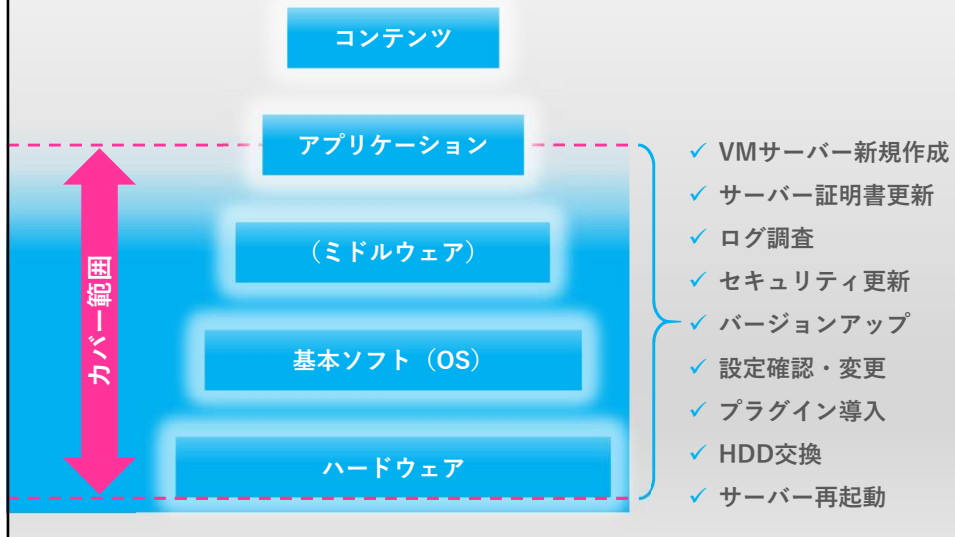 コンテンツ
アプリケーション
（ミドルウェア）
基本ソフト（OS）
ハードウェア
カバー範囲
✓ VMサーバー新規作成
✓ サーバー証明書更新
✓ ログ調査
✓ セキュリティ更新
✓ バージョンアップ
✓ 設定確認・変更
✓ プラグイン導入
✓ HDD交換
✓ サーバー再起動